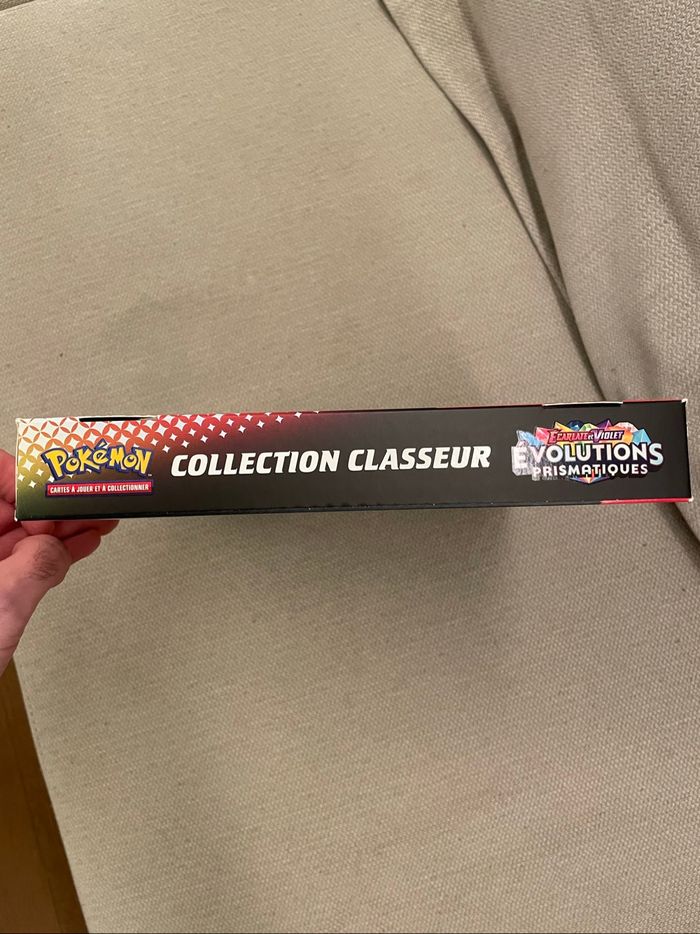 Pokémon
CARTES À JOUER ET À COLLECTIONNER
COLLECTION CLASSEUR
ÉCARLATE et VIOLET
ÉVOLUTIONS
PRISMATIQUES